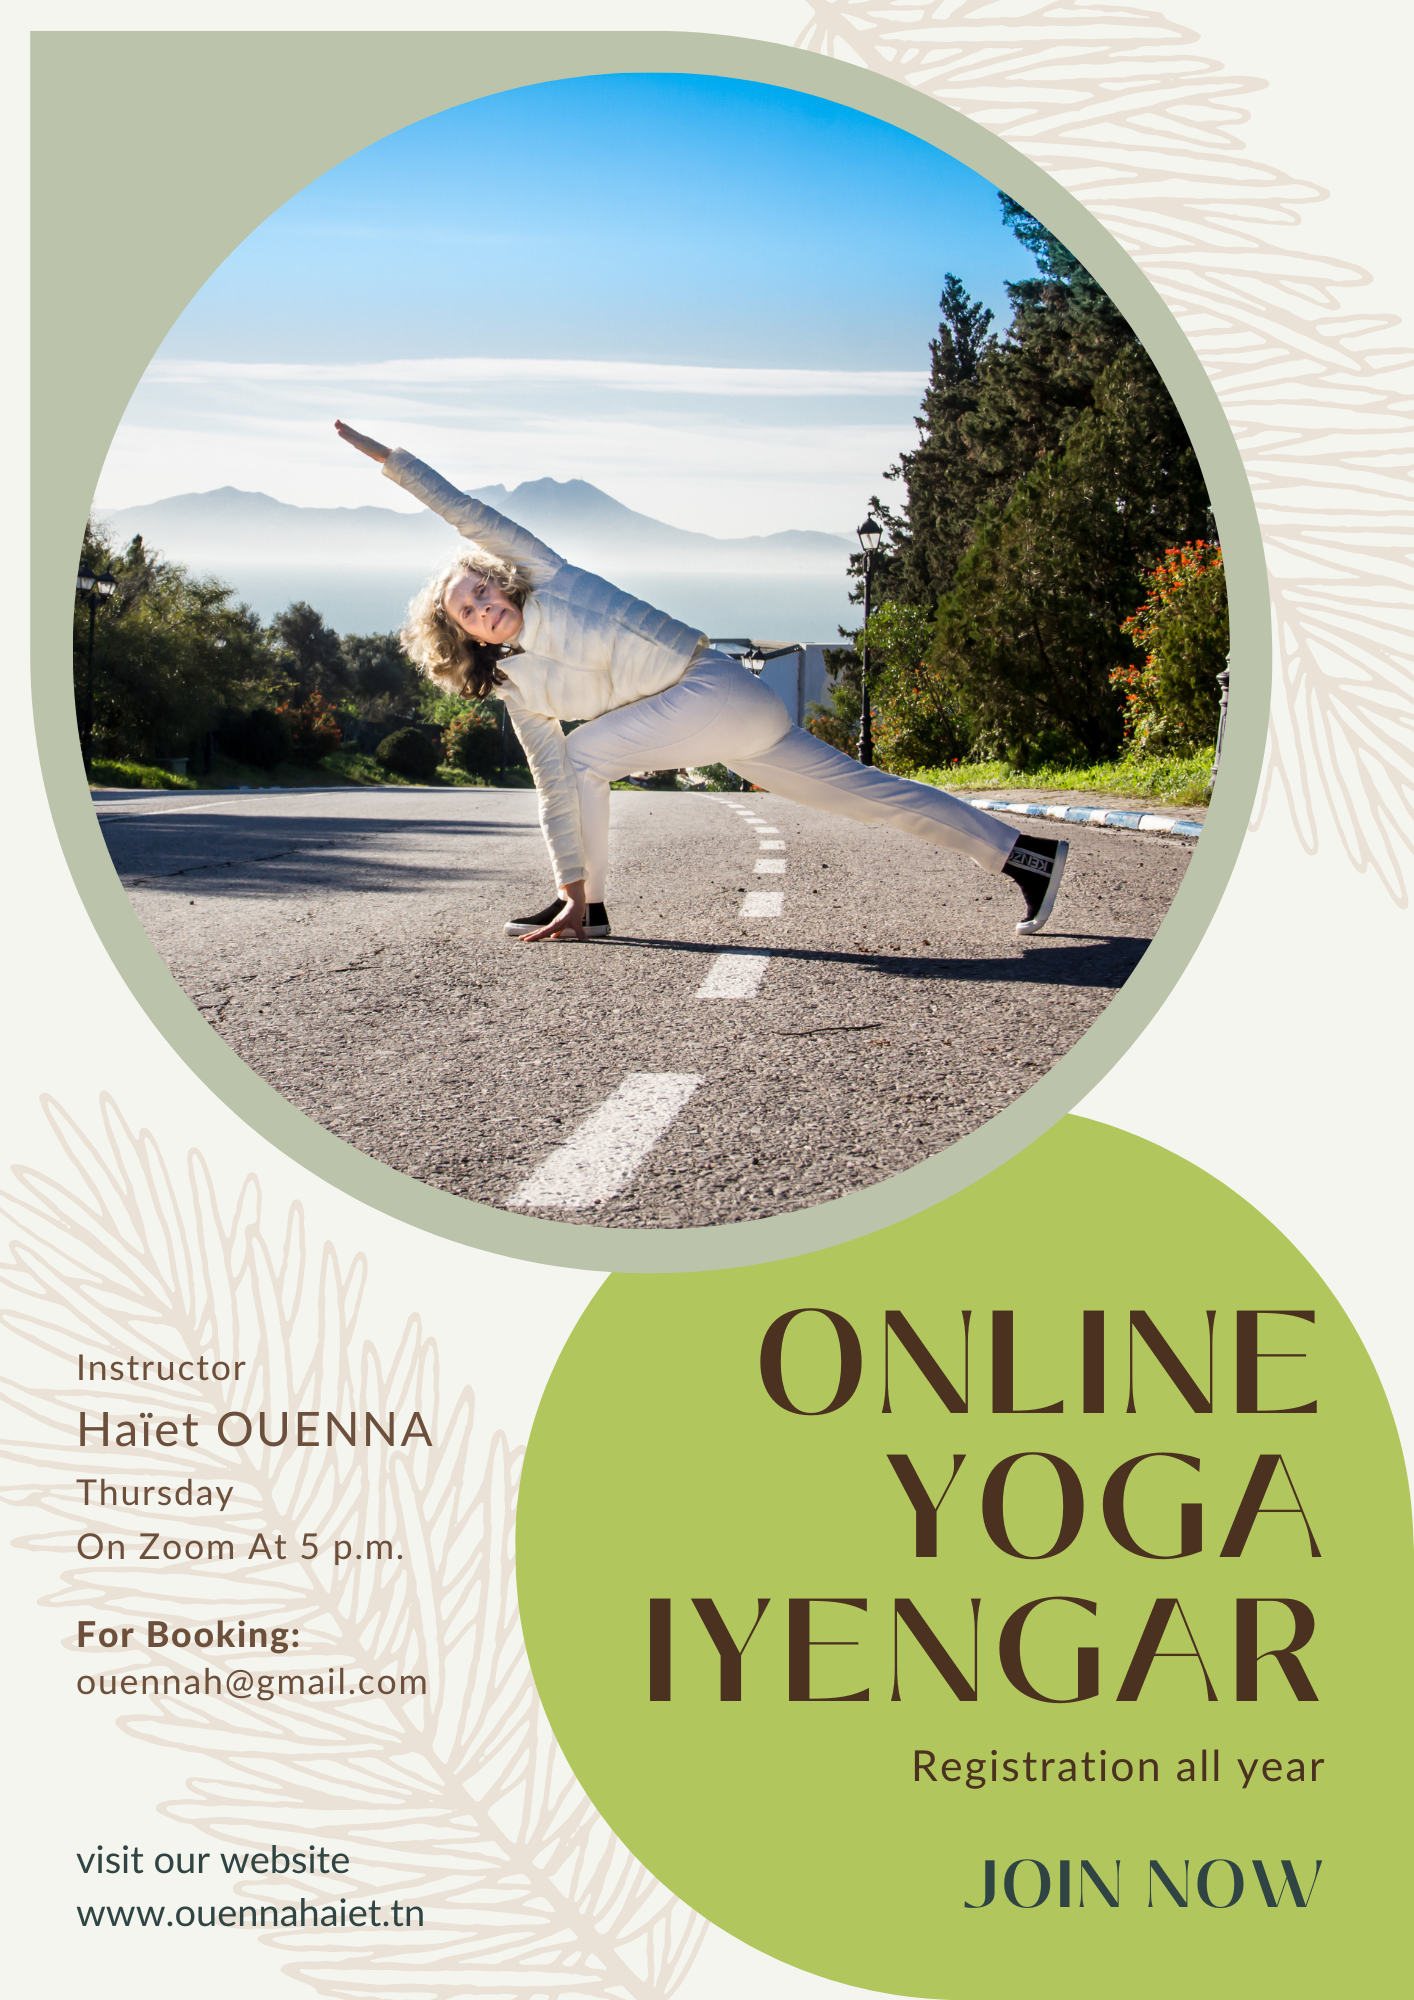 ONLINE
YOGA
IYENGAR
Registration all year
JOIN NOW
Instructor
Haïet OUENNA
Thursday
On Zoom At 5 p.m.
For Booking:
ouennah@gmail.com
visit our website
www.ouennahaiet.tn
KENZO